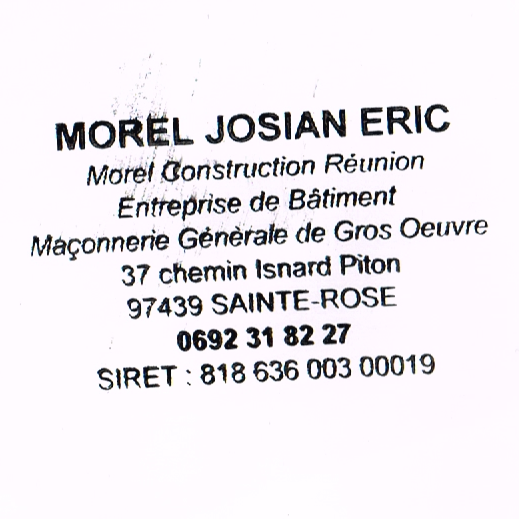 MOREL JOSIAN ERIC
Morel Construction Réunion
Entreprise de Bâtiment
Maçonnerie Générale de Gros Oeuvre
37 chemin Isnard Piton
97439 SAINTE-ROSE
0692 31 82 27
SIRET : 818 636 003 00019